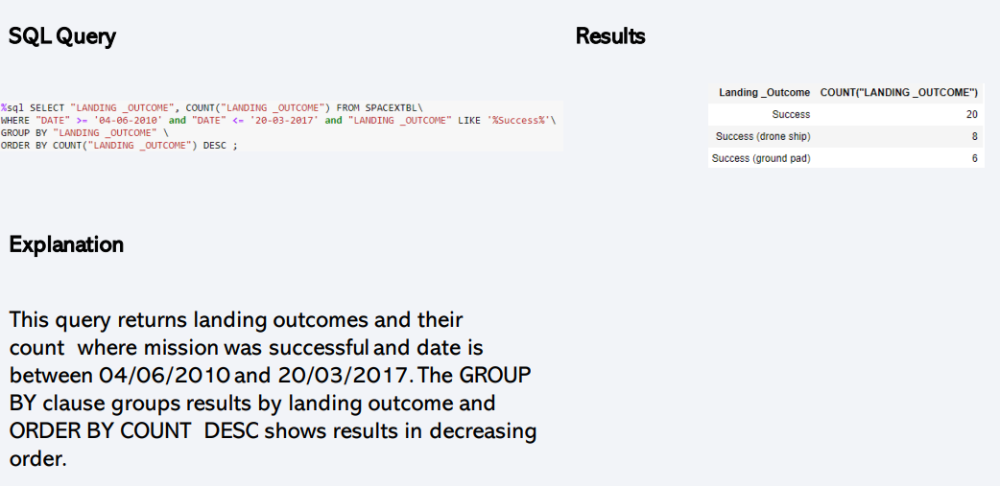 SQL Query
%sql SELECT "LANDING _OUTCOME", COUNT("LANDING _OUTCOME") FROM SPACEXTBL\
WHERE "DATE" >= '04-06-2010' and "DATE" <= '20-03-2017' and "LANDING _OUTCOME" LIKE '%Success%'\
GROUP BY "LANDING _OUTCOME" \
ORDER BY COUNT("LANDING _OUTCOME") DESC ;
Results
Landing _Outcome COUNT("LANDING _OUTCOME")
Success 20
Success (drone ship) 8
Success (ground pad) 6
Explanation
This query returns landing outcomes and their
count where mission was successful and date is
between 04/06/2010 and 20/03/2017. The GROUP
BY clause groups results by landing outcome and
ORDER BY COUNT DESC shows results in decreasing
order.